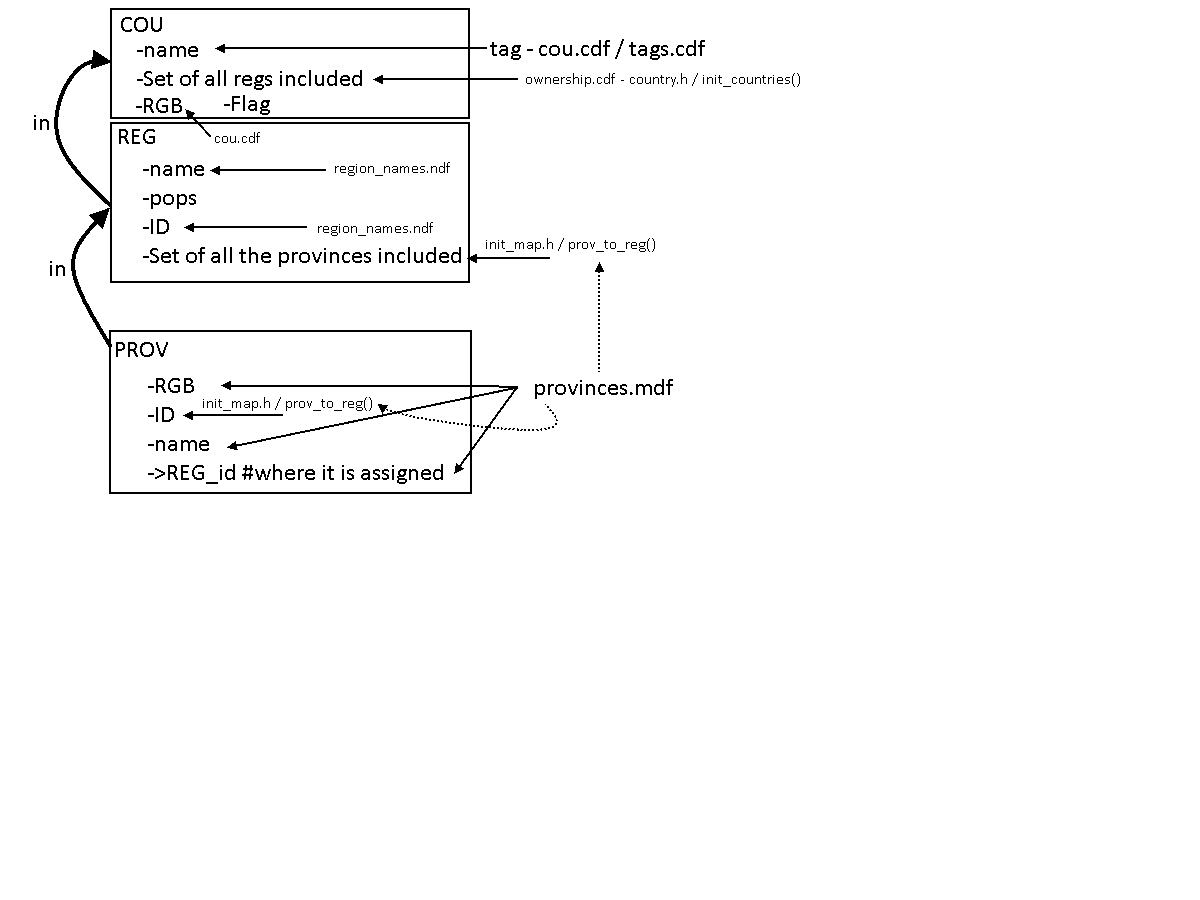 COU
-name
tag - cou.cdf / tags.cdf
-Set of all regs included
ownership.cdf - country.h / init_countries()
-RGB
-Flag
in
cou.cdf
REG
-name
region_names.ndf
-pops
-ID
region_names.ndf
-Set of all the provinces included
init_map.h / prov_to_reg()
in
PROV
-RGB
provinces.mdf
-ID
init_map.h / prov_to_reg()
-name
->REG_id #where it is assigned